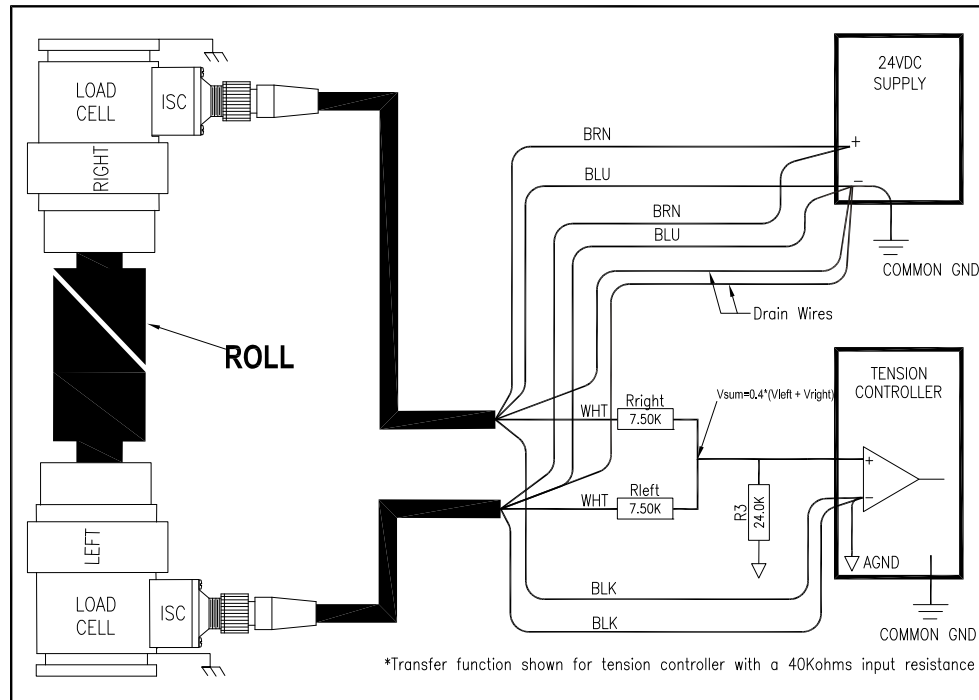 LOAD
CELL
ISC
RIGHT
ROLL
LEFT
LOAD
CELL
ISC
BRN
BLU
BRN
BLU
Drain Wires
24VDC
SUPPLY
+
-
COMMON GND
WHT
Rright
7.50K
Vsum=0.4*(Vleft + Vright)
WHT
Rleft
7.50K
R3
24.0K
TENSION
CONTROLLER
+
-
AGND
BLK
BLK
COMMON GND
*Transfer function shown for tension controller with a 40Kohms input resistance